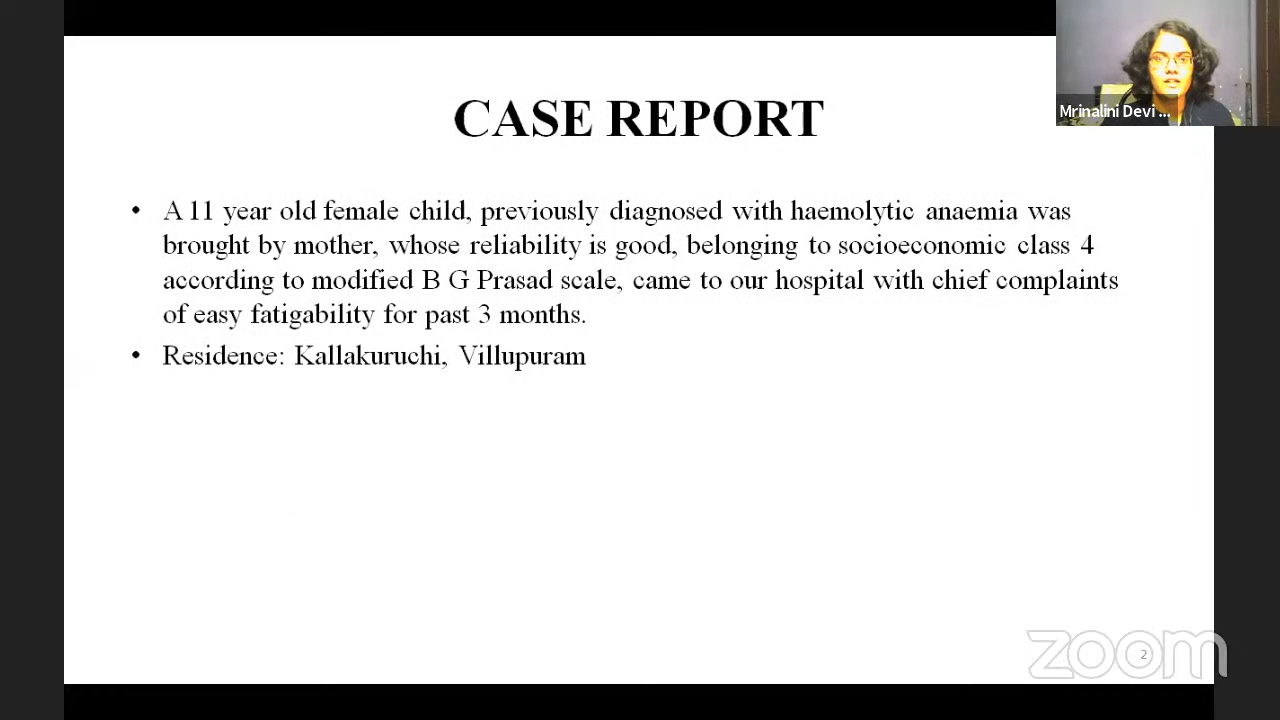 CASE REPORT
Mrinalini Devi ...
• A 11 year old female child, previously diagnosed with haemolytic anaemia was
brought by mother, whose reliability is good, belonging to socioeconomic class 4
according to modified B G Prasad scale, came to our hospital with chief complaints
of easy fatigability for past 3 months.
• Residence: Kallakuruchi, Villupuram
zoom
2